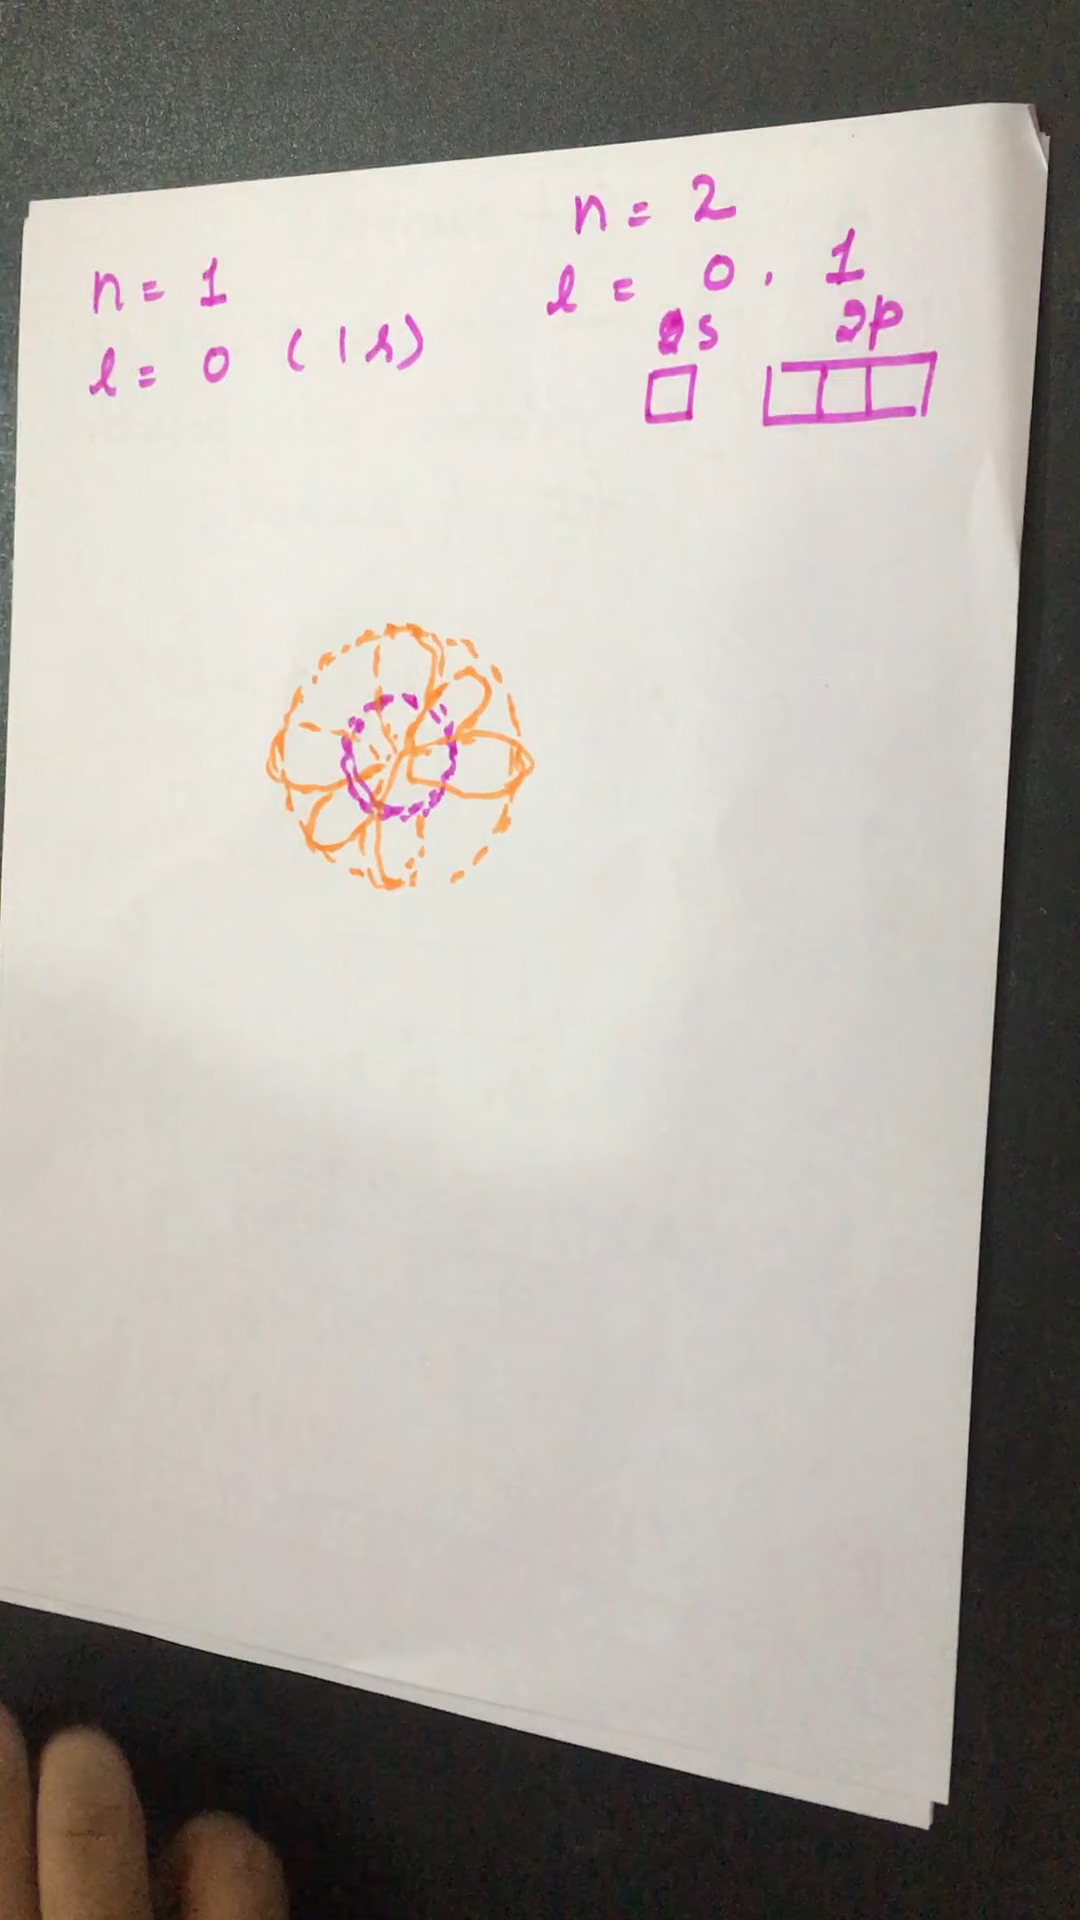 n = 1
l = 0 (1s)
n = 2
l = 0, 1
2s 2p